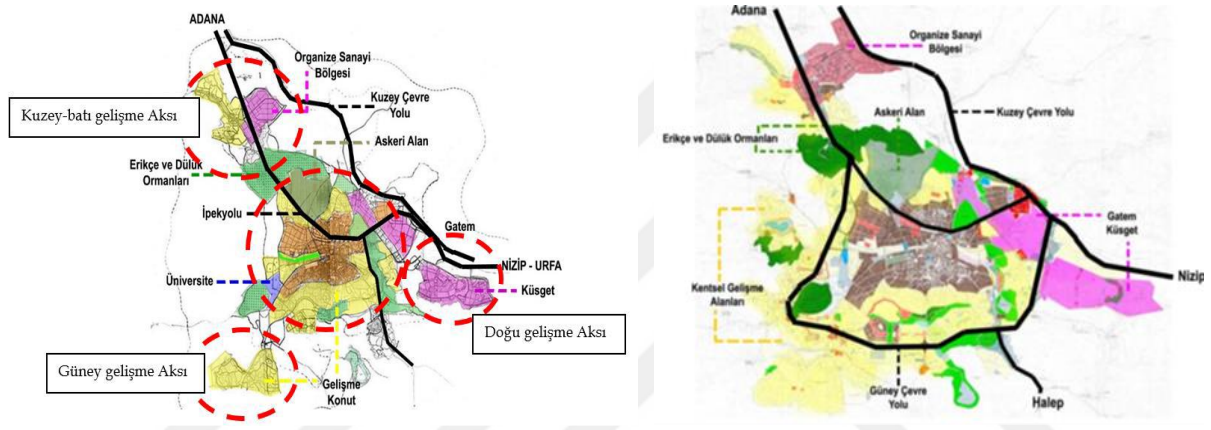 ADANA
Organize Sanayi
Bölgesi
Kuzey-batı gelişme Aksı
Kuzey Çevre
Yolu
Askeri Alan
Erikçe ve Dülük
Ormanları
İpekyolu
Gatem
NİZİP - URFA
Üniversite
Küsget
Doğu gelişme Aksı
Güney gelişme Aksı
Gelişme
Konut
Adana
Organize Sanayi
Bölgesi
Askeri Alan
Kuzey Çevre Yolu
Erikçe ve Dülük Ormanları
Gatem
Küsget
Kentsel Gelişme
Alanları
Nizip
Güney Çevre
Yolu
Halep